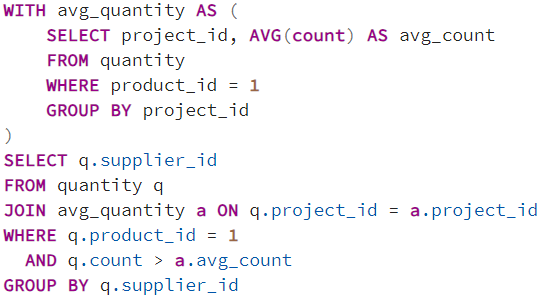 WITH avg_quantity AS (
    SELECT project_id, AVG(count) AS avg_count
    FROM quantity
    WHERE product_id = 1
    GROUP BY project_id
)
SELECT q.supplier_id
FROM quantity q
JOIN avg_quantity a ON q.project_id = a.project_id
WHERE q.product_id = 1
  AND q.count > a.avg_count
GROUP BY q.supplier_id